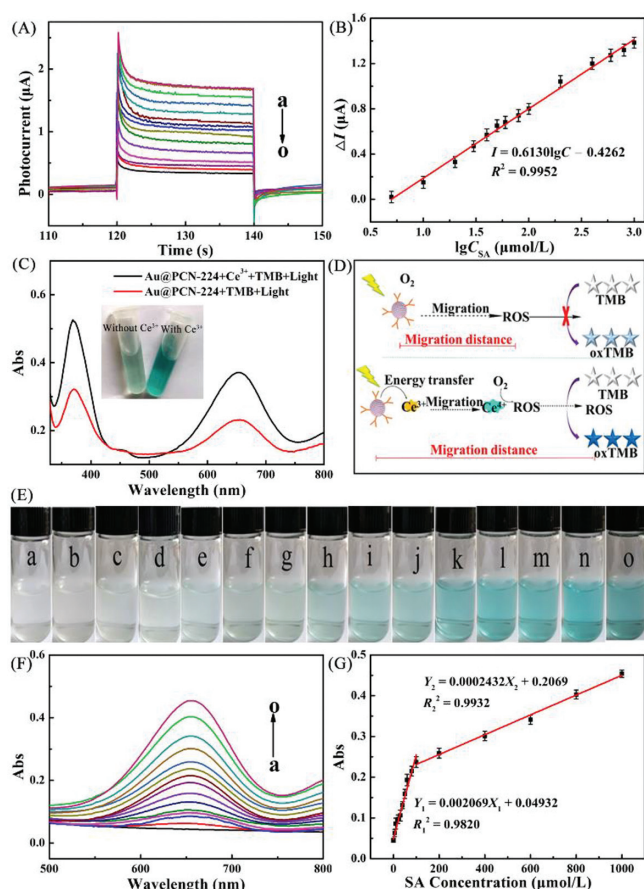 (A)
2
1
0
Photocurrent (μA)
a
o
110 120 130 140 150
Time (s)
(B)
1.6
1.2
0.8
0.4
0.0
△I (μA)
I = 0.6130lgC – 0.4262
R² = 0.9952
0.5 1.0 1.5 2.0 2.5 3.0
lgC_SA (μmol/L)
(C)
Au@PCN-224+Ce³⁺+TMB+Light
Au@PCN-224+TMB+Light
0.5
0.4
0.3
0.2
Abs
Without Ce³⁺ With Ce³⁺
400 500 600 700 800
Wavelength (nm)
(D)
O₂
Migration
ROS
TMB
Migration distance
oxTMB
Energy transfer
O₂
TMB
Ce³⁺ Migration Ce⁴⁺ ROS
ROS
Migration distance
oxTMB
(E)
a b c d e f g h i j k l m n o
(F)
0.6
0.4
0.2
0.0
Abs
o
a
500 600 700 800
Wavelength (nm)
(G)
0.5
0.4
0.3
0.2
0.1
0.0
Abs
Y₂ = 0.0002432X₂ + 0.2069
R₂² = 0.9932
Y₁ = 0.002069X₁ + 0.04932
R₁² = 0.9820
0 200 400 600 800 1000
SA Concentration (μmol/L)